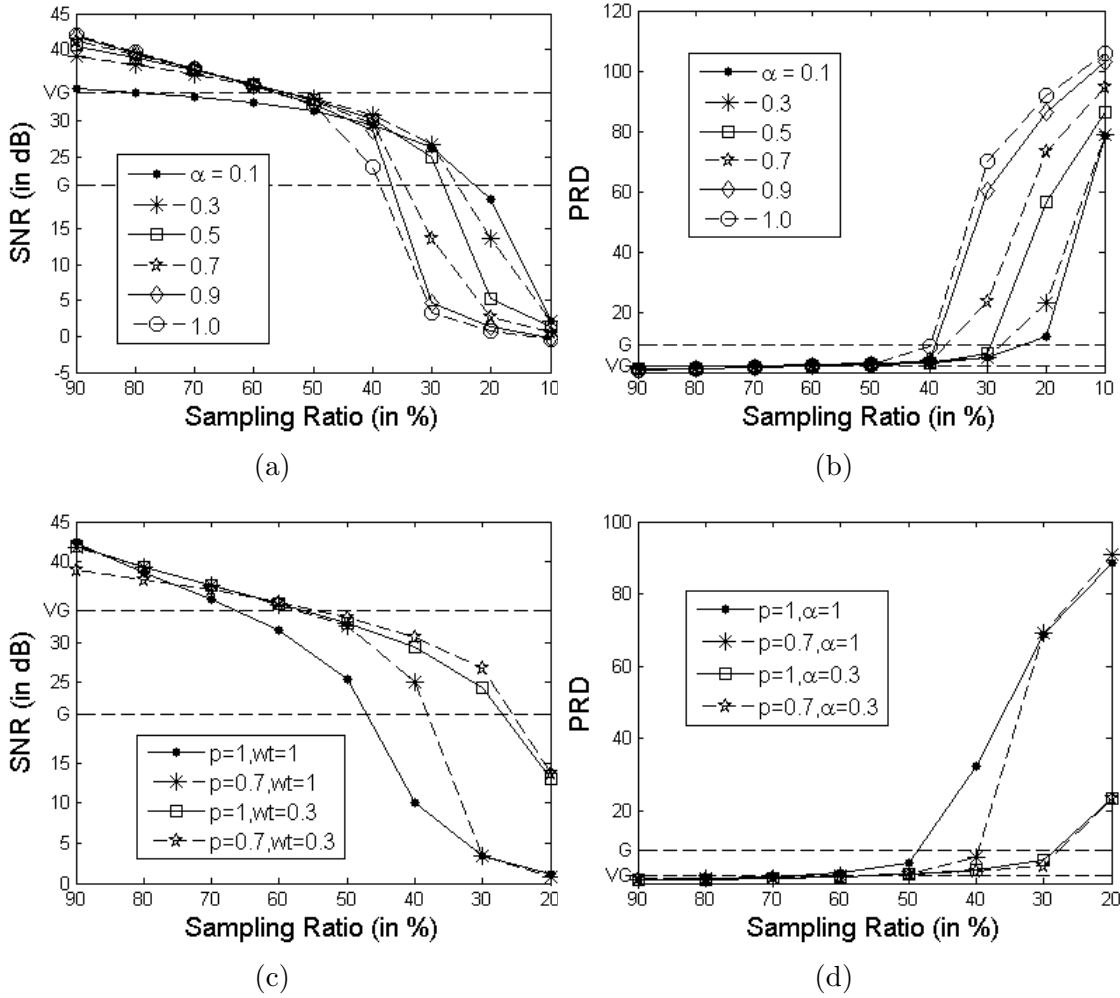 45
40
VG
30
25
G
15
10
5
0
-5
SNR (in dB)
α = 0.1
0.3
0.5
0.7
0.9
1.0
90 80 70 60 50 40 30 20 10
Sampling Ratio (in %)
(a)
120
100
80
60
40
20
G
VG
PRD
α = 0.1
0.3
0.5
0.7
0.9
1.0
90 80 70 60 50 40 30 20 10
Sampling Ratio (in %)
(b)
45
40
VG
30
25
G
15
10
5
0
SNR (in dB)
p=1,wt=1
p=0.7,wt=1
p=1,wt=0.3
p=0.7,wt=0.3
90 80 70 60 50 40 30 20
Sampling Ratio (in %)
(c)
100
80
60
40
20
G
VG
PRD
p=1,α=1
p=0.7,α=1
p=1,α=0.3
p=0.7,α=0.3
90 80 70 60 50 40 30 20
Sampling Ratio (in %)
(d)